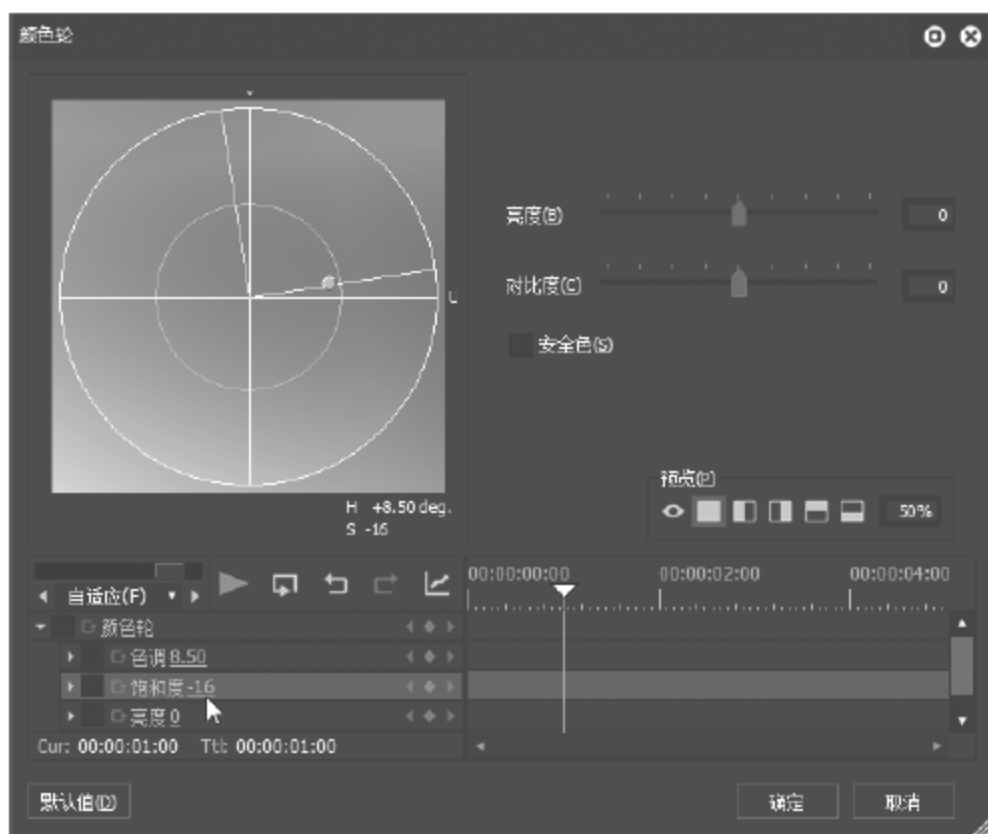 颜色轮
v
U
H +8.50 deg.
S -16
亮度(B) 0
对比度(C) 0
安全色(S)
预览(P)
50%
自适应(F)
00:00:00:00 00:00:02:00 00:00:04:00
颜色轮
色调 8.50
饱和度 -16
亮度 0
Cur: 00:00:01:00 Ttl: 00:00:01:00
默认值(D) 确定 取消